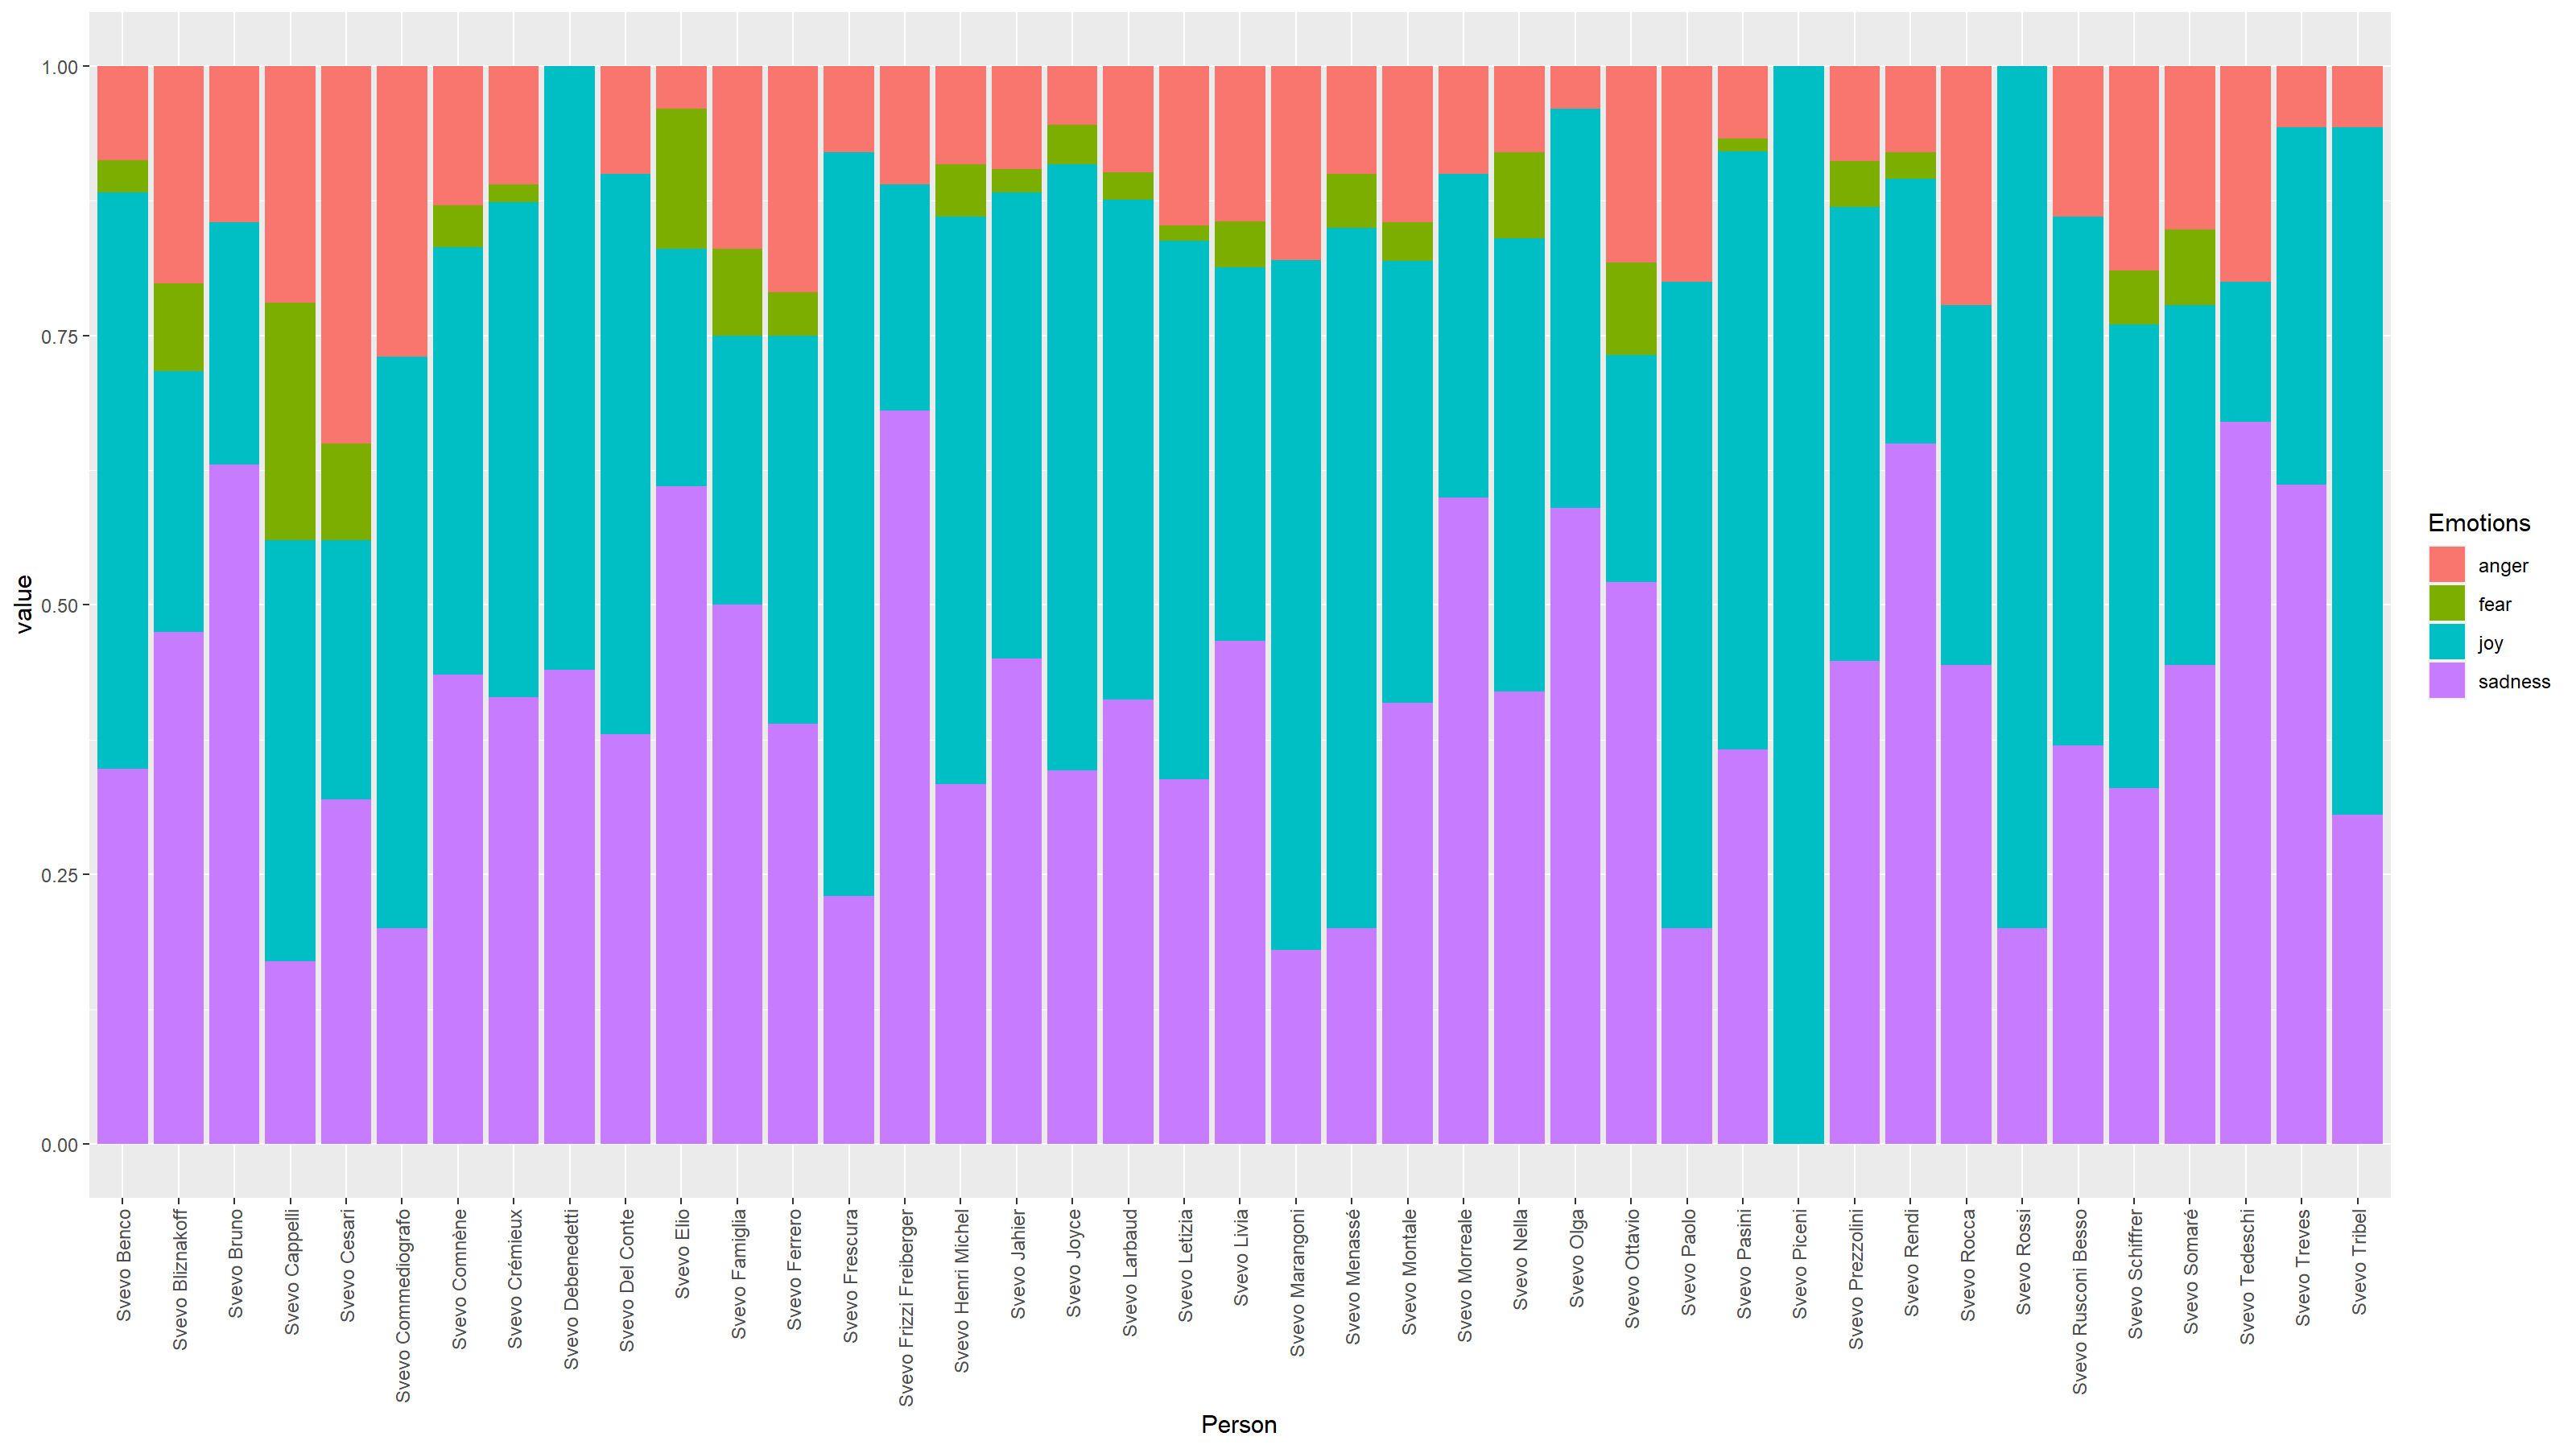 1.00
0.75
0.50
0.25
0.00
value
Svevo Benco
Svevo Bliznakoff
Svevo Bruno
Svevo Cappelli
Svevo Cesari
Svevo Commediografo
Svevo Comnène
Svevo Crémieux
Svevo Debenedetti
Svevo Del Conte
Svevo Elio
Svevo Famiglia
Svevo Ferrero
Svevo Frescura
Svevo Frizzi Freiberger
Svevo Henri Michel
Svevo Jahier
Svevo Joyce
Svevo Larbaud
Svevo Letizia
Svevo Livia
Svevo Marangoni
Svevo Menassé
Svevo Montale
Svevo Morreale
Svevo Nella
Svevo Olga
Svevo Ottavio
Svevo Paolo
Svevo Pasini
Svevo Piceni
Svevo Prezzolini
Svevo Rendi
Svevo Rocca
Svevo Rossi
Svevo Rusconi Besso
Svevo Schiffrer
Svevo Somaré
Svevo Tedeschi
Svevo Treves
Svevo Tribel
Person
Emotions
anger
fear
joy
sadness